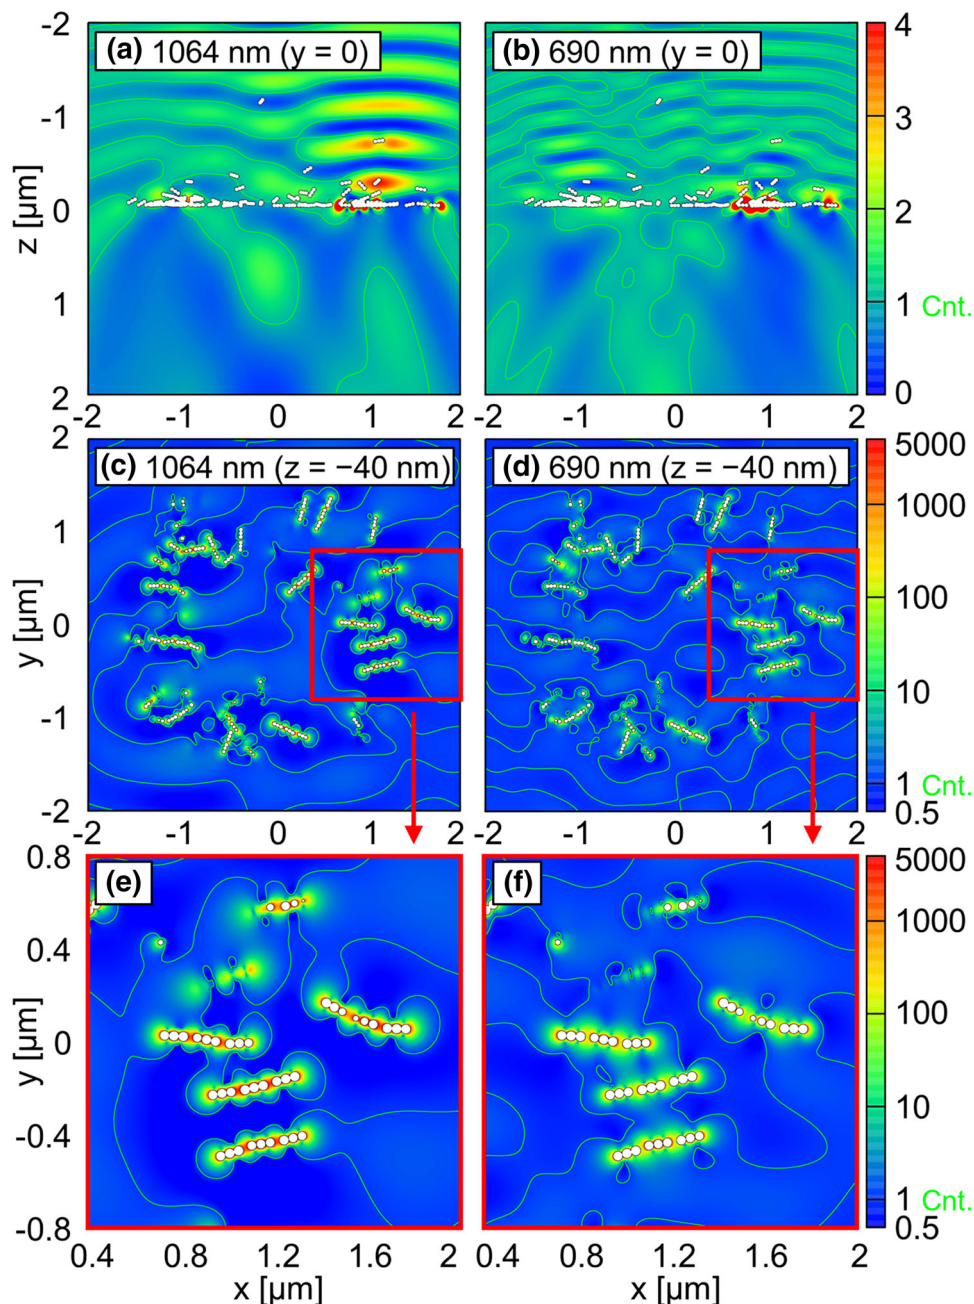 (a) 1064 nm (y = 0)
(b) 690 nm (y = 0)
-2
-1
0
1
2
z [µm]
4
3
2
1
0
Cnt.
-2 -1 0 1 2
-2 -1 0 1 2
(c) 1064 nm (z = −40 nm)
(d) 690 nm (z = −40 nm)
2
1
0
-1
-2
y [µm]
5000
1000
100
10
1
0.5
Cnt.
-2 -1 0 1 2
-2 -1 0 1 2
(e)
(f)
0.8
0.4
0
-0.4
-0.8
y [µm]
5000
1000
100
10
1
0.5
Cnt.
0.4 0.8 1.2 1.6 2
0.4 0.8 1.2 1.6 2
x [µm]
x [µm]